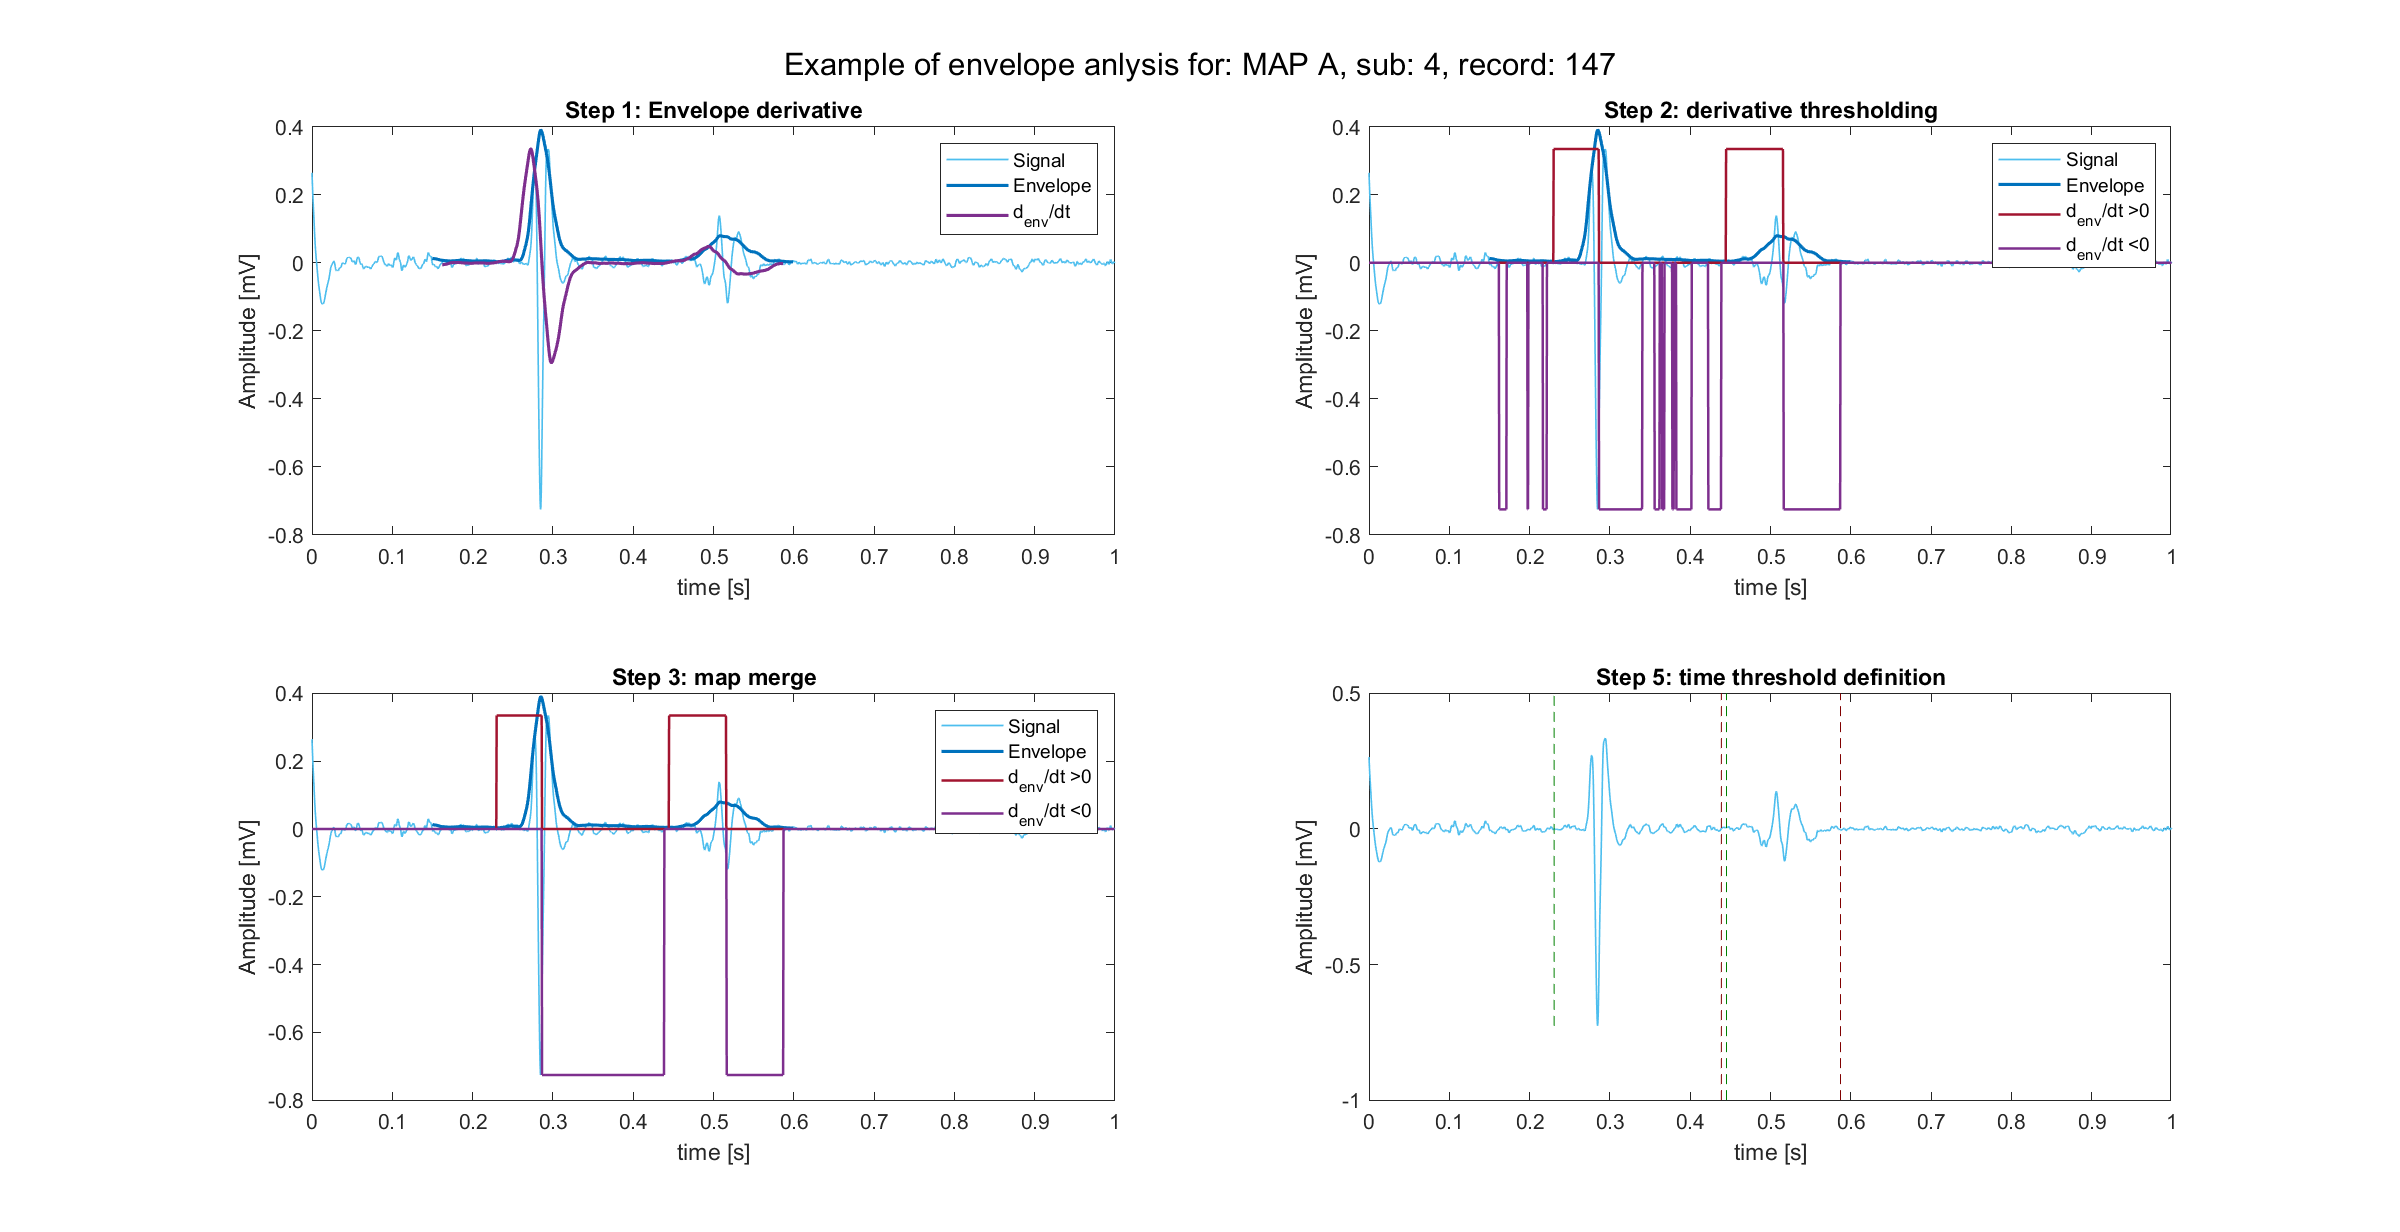 Example of envelope anlysis for: MAP A, sub: 4, record: 147
Step 1: Envelope derivative
0.4
0.2
0
-0.2
-0.4
-0.6
-0.8
Amplitude [mV]
0 0.1 0.2 0.3 0.4 0.5 0.6 0.7 0.8 0.9 1
time [s]
Signal
Envelope
d_env/dt
Step 2: derivative thresholding
0.4
0.2
0
-0.2
-0.4
-0.6
-0.8
Amplitude [mV]
0 0.1 0.2 0.3 0.4 0.5 0.6 0.7 0.8 0.9 1
time [s]
Signal
Envelope
d_env/dt >0
d_env/dt <0
Step 3: map merge
0.4
0.2
0
-0.2
-0.4
-0.6
-0.8
Amplitude [mV]
0 0.1 0.2 0.3 0.4 0.5 0.6 0.7 0.8 0.9 1
time [s]
Signal
Envelope
d_env/dt >0
d_env/dt <0
Step 5: time threshold definition
0.5
0
-0.5
-1
Amplitude [mV]
0 0.1 0.2 0.3 0.4 0.5 0.6 0.7 0.8 0.9 1
time [s]